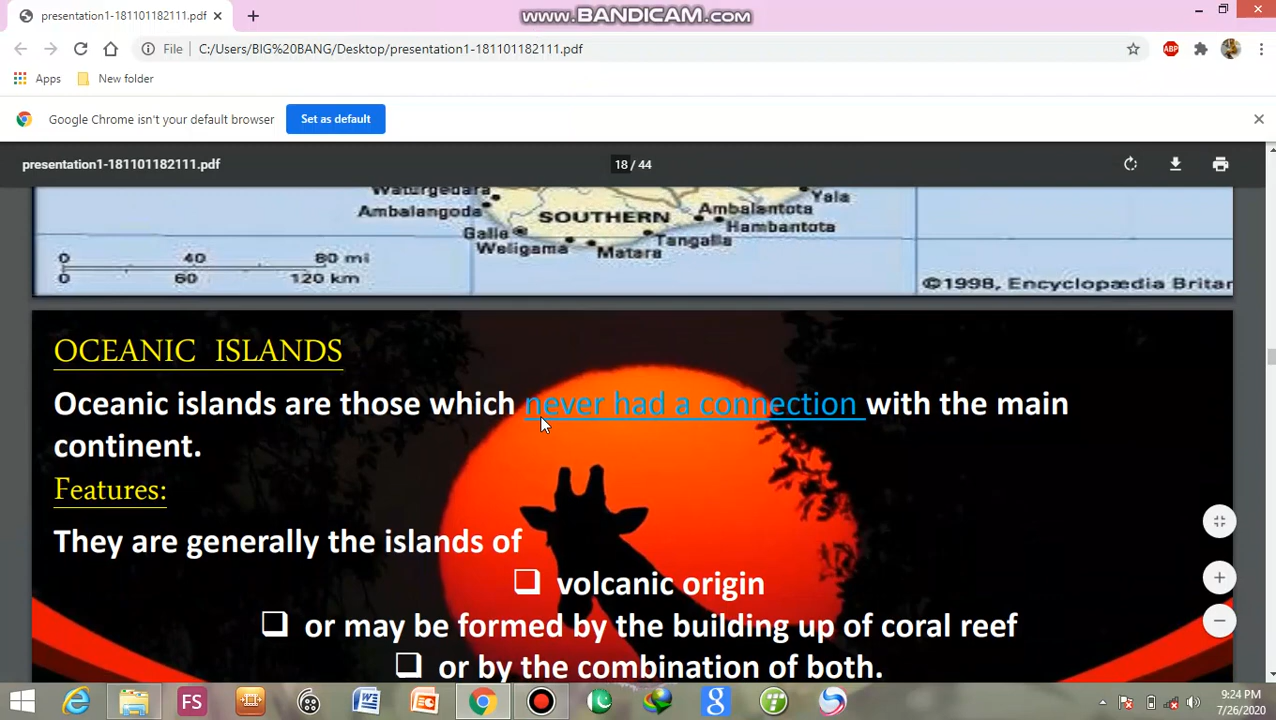 presentation1-181101182111.pdf
www.BANDICAM.com
File C:/Users/BIG%20BANG/Desktop/presentation1-181101182111.pdf
ABP
Apps New folder
Google Chrome isn't your default browser Set as default
presentation1-181101182111.pdf 18 / 44
Yala
Ambalangoda Ambalantota
SOUTHERN
Galle Hambantota
Weligama Tangalla
Matara
0 40 80 mi
0 60 120 km
©1998, Encyclopædia Britan
OCEANIC ISLANDS
Oceanic islands are those which never had a connection with the main
continent.
Features:
They are generally the islands of
volcanic origin
or may be formed by the building up of coral reef
or by the combination of both.
FS
9:24 PM
7/26/2020